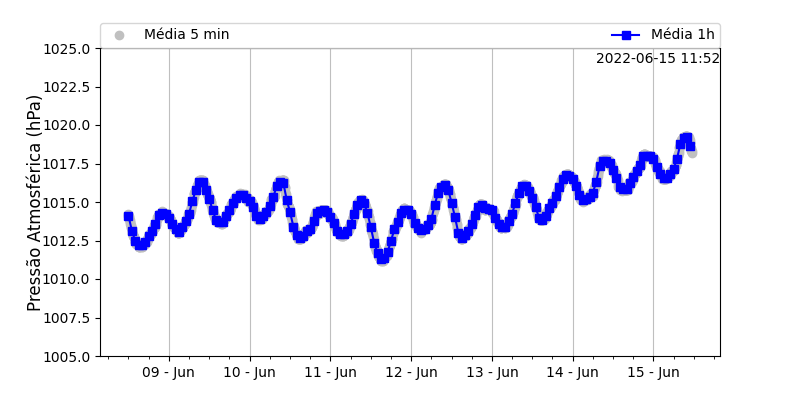 Média 5 min
Média 1h
2022-06-15 11:52
Pressão Atmosférica (hPa)
1025.0
1022.5
1020.0
1017.5
1015.0
1012.5
1010.0
1007.5
1005.0
09 - Jun
10 - Jun
11 - Jun
12 - Jun
13 - Jun
14 - Jun
15 - Jun